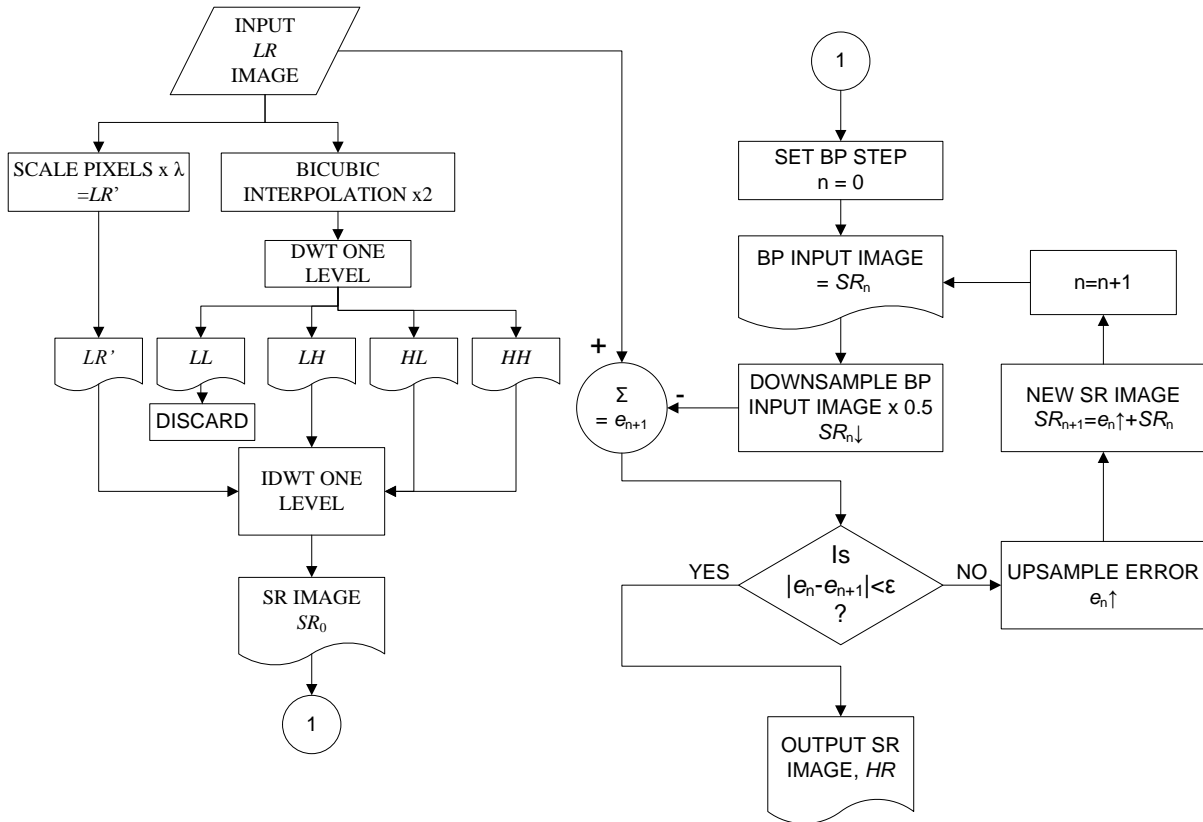 INPUT
LR
IMAGE
SCALE PIXELS x λ
=LR’
BICUBIC
INTERPOLATION x2
DWT ONE
LEVEL
LR’
LL
LH
HL
HH
DISCARD
IDWT ONE
LEVEL
SR IMAGE
SR₀
1
1
SET BP STEP
n = 0
BP INPUT IMAGE
= SRₙ
n=n+1
+
Σ
= eₙ₊₁
-
DOWNSAMPLE BP
INPUT IMAGE x 0.5
SRₙ↓
NEW SR IMAGE
SRₙ₊₁=eₙ↑+SRₙ
YES
Is
|eₙ-eₙ₊₁|<ε
?
NO
UPSAMPLE ERROR
eₙ↑
OUTPUT SR
IMAGE, HR